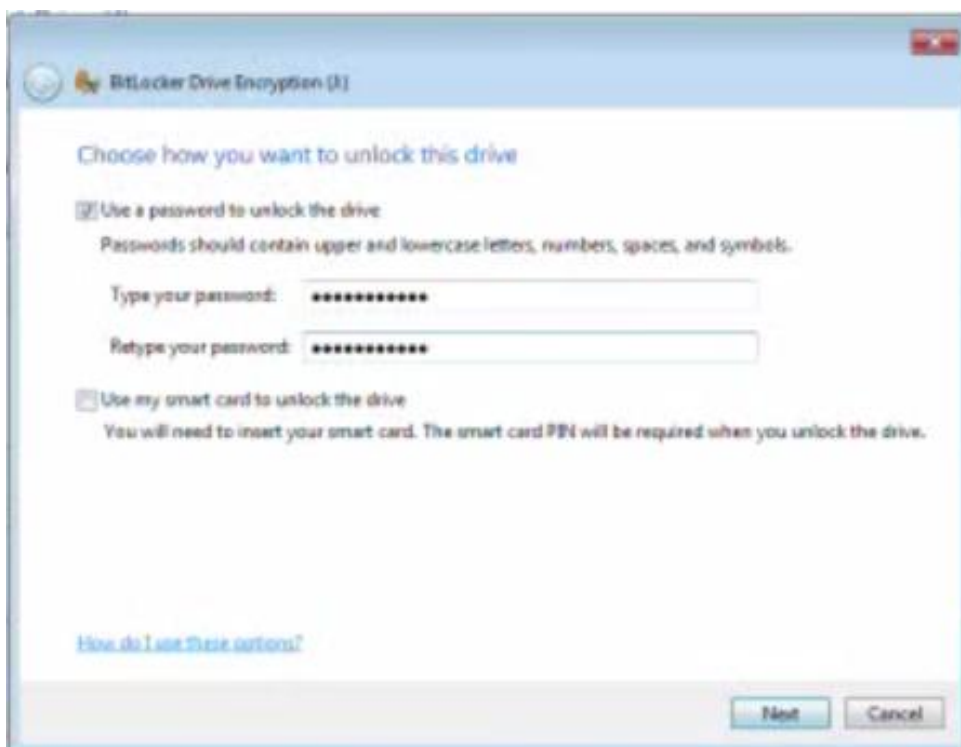 BitLocker Drive Encryption
Choose how you want to unlock this drive
Use a password to unlock the drive
Passwords should contain upper and lowercase letters, numbers, spaces, and symbols.
Type your password: •••••••••••
Retype your password: •••••••••••
Use my smart card to unlock the drive
You will need to insert your smart card. The smart card PIN will be required when you unlock the drive.
How do I use these options?
Next Cancel